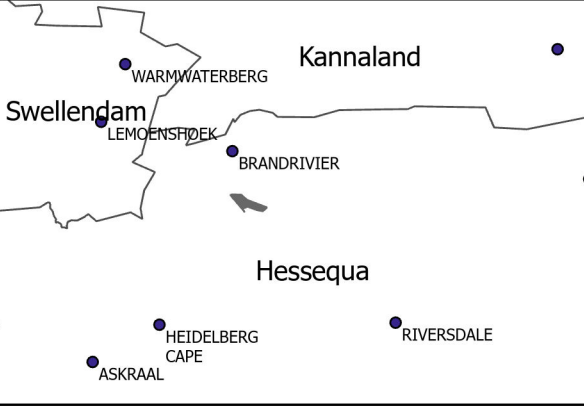 Kannaland
WARMWATERBERG
Swellendam
LEMOENSHOEK
BRANDRIVIER
Hessequa
HEIDELBERG
CAPE
RIVERSDALE
ASKRAAL